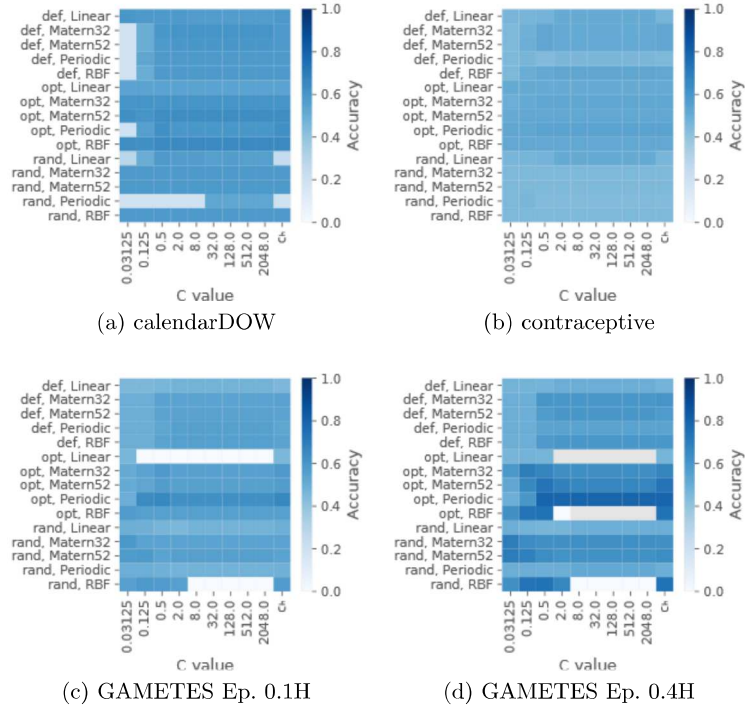 def, Linear
def, Matern32
def, Matern52
def, Periodic
def, RBF
opt, Linear
opt, Matern32
opt, Matern52
opt, Periodic
opt, RBF
rand, Linear
rand, Matern32
rand, Matern52
rand, Periodic
rand, RBF
0.03125
0.125
0.5
2.0
8.0
32.0
128.0
512.0
2048.0
C value
1.0
0.8
0.6
0.4
0.2
0.0
Accuracy
(a) calendarDOW
def, Linear
def, Matern32
def, Matern52
def, Periodic
def, RBF
opt, Linear
opt, Matern32
opt, Matern52
opt, Periodic
opt, RBF
rand, Linear
rand, Matern32
rand, Matern52
rand, Periodic
rand, RBF
0.03125
0.125
0.5
2.0
8.0
32.0
128.0
512.0
2048.0
C value
1.0
0.8
0.6
0.4
0.2
0.0
Accuracy
(b) contraceptive
def, Linear
def, Matern32
def, Matern52
def, Periodic
def, RBF
opt, Linear
opt, Matern32
opt, Matern52
opt, Periodic
opt, RBF
rand, Linear
rand, Matern32
rand, Matern52
rand, Periodic
rand, RBF
0.03125
0.125
0.5
2.0
8.0
32.0
128.0
512.0
2048.0
C value
1.0
0.8
0.6
0.4
0.2
0.0
Accuracy
(c) GAMETES Ep. 0.1H
def, Linear
def, Matern32
def, Matern52
def, Periodic
def, RBF
opt, Linear
opt, Matern32
opt, Matern52
opt, Periodic
opt, RBF
rand, Linear
rand, Matern32
rand, Matern52
rand, Periodic
rand, RBF
0.03125
0.125
0.5
2.0
8.0
32.0
128.0
512.0
2048.0
C value
1.0
0.8
0.6
0.4
0.2
0.0
Accuracy
(d) GAMETES Ep. 0.4H